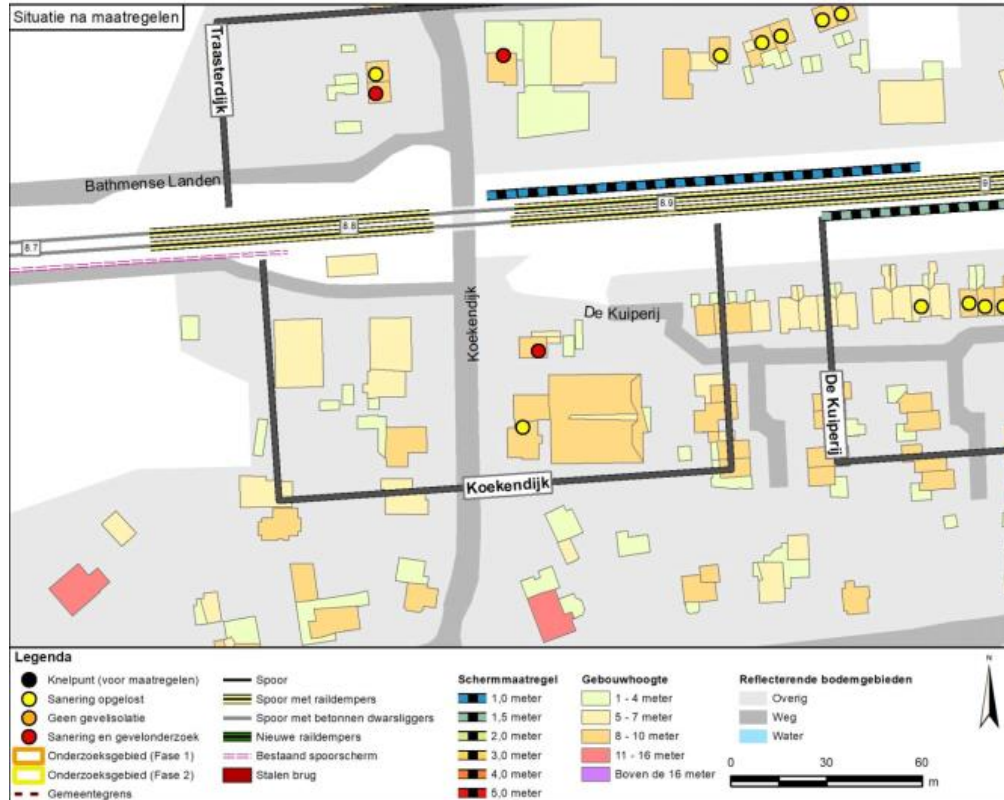 Situatie na maatregelen
Traasterdijk
Bathmense Landen
8.7
8.8
8.9
9
Koekendijk
De Kuiperij
De Kuiperij
Koekendijk
Legenda
Knelpunt (voor maatregelen)
Sanering opgelost
Geen gevelisolatie
Sanering en gevelonderzoek
Onderzoeksgebied (Fase 1)
Onderzoeksgebied (Fase 2)
Gemeentegrens
Spoor
Spoor met raildempers
Spoor met betonnen dwarsliggers
Nieuwe raildempers
Bestaand spoorscherm
Stalen brug
Schermmaatregel
1,0 meter
1,5 meter
2,0 meter
3,0 meter
4,0 meter
5,0 meter
Gebouwhoogte
1 - 4 meter
5 - 7 meter
8 - 10 meter
11 - 16 meter
Boven de 16 meter
Reflecterende bodemgebieden
Overig
Weg
Water
N
0 30 60
m